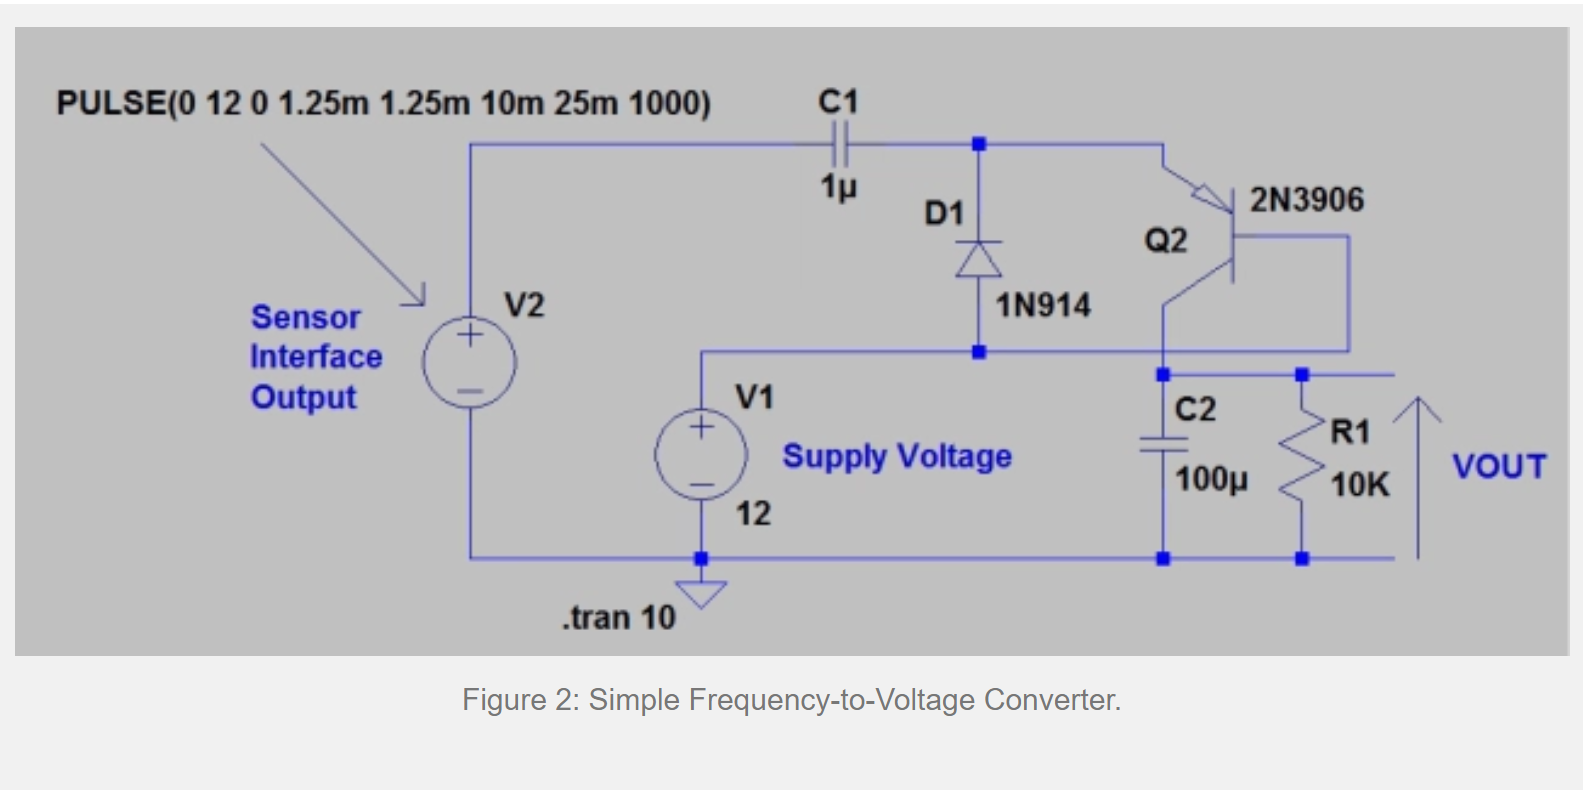 PULSE(0 12 0 1.25m 1.25m 10m 25m 1000)
C1
1µ
D1
2N3906
Q2
V2
1N914
Sensor
Interface
Output
V1
C2
R1
Supply Voltage
100µ
10K
VOUT
12
.tran 10
Figure 2: Simple Frequency-to-Voltage Converter.